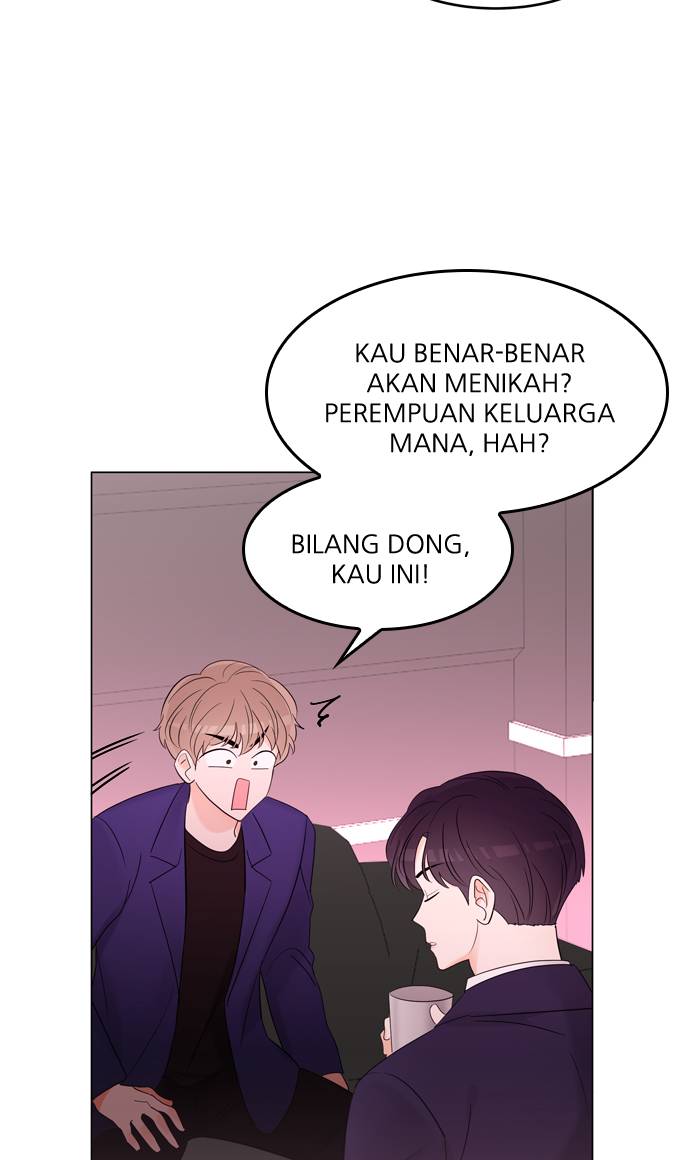 KAU BENAR-BENAR
AKAN MENIKAH?
PEREMPUAN KELUARGA
MANA, HAH?
BILANG DONG,
KAU INI!